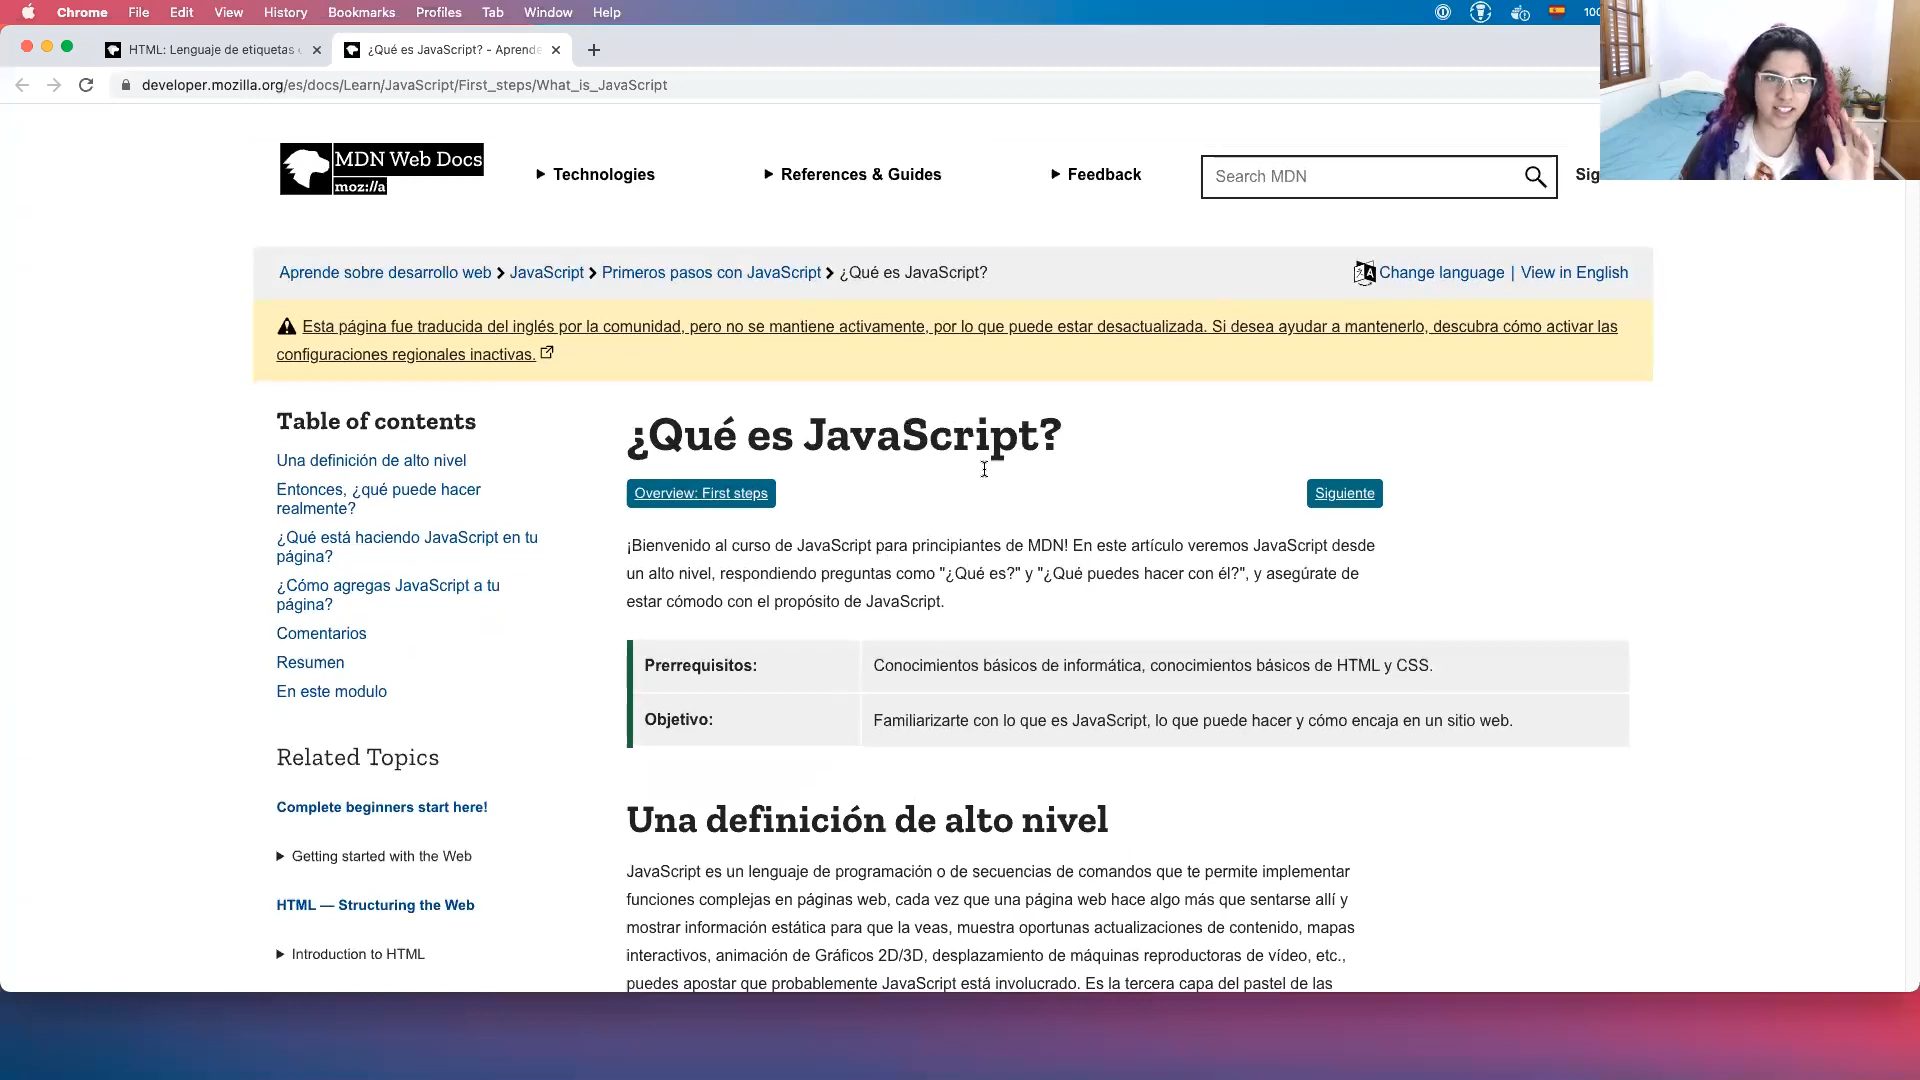 Chrome File Edit View History Bookmarks Profiles Tab Window Help
HTML: Lenguaje de etiquetas
¿Qué es JavaScript? - Aprende
developer.mozilla.org/es/docs/Learn/JavaScript/First_steps/What_is_JavaScript
MDN Web Docs
moz://a
Technologies
References & Guides
Feedback
Search MDN
Aprende sobre desarrollo web JavaScript Primeros pasos con JavaScript ¿Qué es JavaScript?
Change language | View in English
Esta página fue traducida del inglés por la comunidad, pero no se mantiene activamente, por lo que puede estar desactualizada. Si desea ayudar a mantenerlo, descubra cómo activar las
configuraciones regionales inactivas.
Table of contents
Una definición de alto nivel
Entonces, ¿qué puede hacer
realmente?
¿Qué está haciendo JavaScript en tu
página?
¿Cómo agregas JavaScript a tu
página?
Comentarios
Resumen
En este modulo
Related Topics
Complete beginners start here!
Getting started with the Web
HTML — Structuring the Web
Introduction to HTML
¿Qué es JavaScript?
Overview: First steps
Siguiente
¡Bienvenido al curso de JavaScript para principiantes de MDN! En este artículo veremos JavaScript desde
un alto nivel, respondiendo preguntas como "¿Qué es?" y "¿Qué puedes hacer con él?", y asegúrate de
estar cómodo con el propósito de JavaScript.
Prerrequisitos: Conocimientos básicos de informática, conocimientos básicos de HTML y CSS.
Objetivo: Familiarizarte con lo que es JavaScript, lo que puede hacer y cómo encaja en un sitio web.
Una definición de alto nivel
JavaScript es un lenguaje de programación o de secuencias de comandos que te permite implementar
funciones complejas en páginas web, cada vez que una página web hace algo más que sentarse allí y
mostrar información estática para que la veas, muestra oportunas actualizaciones de contenido, mapas
interactivos, animación de Gráficos 2D/3D, desplazamiento de máquinas reproductoras de vídeo, etc.,
puedes apostar que probablemente JavaScript está involucrado. Es la tercera capa del pastel de las